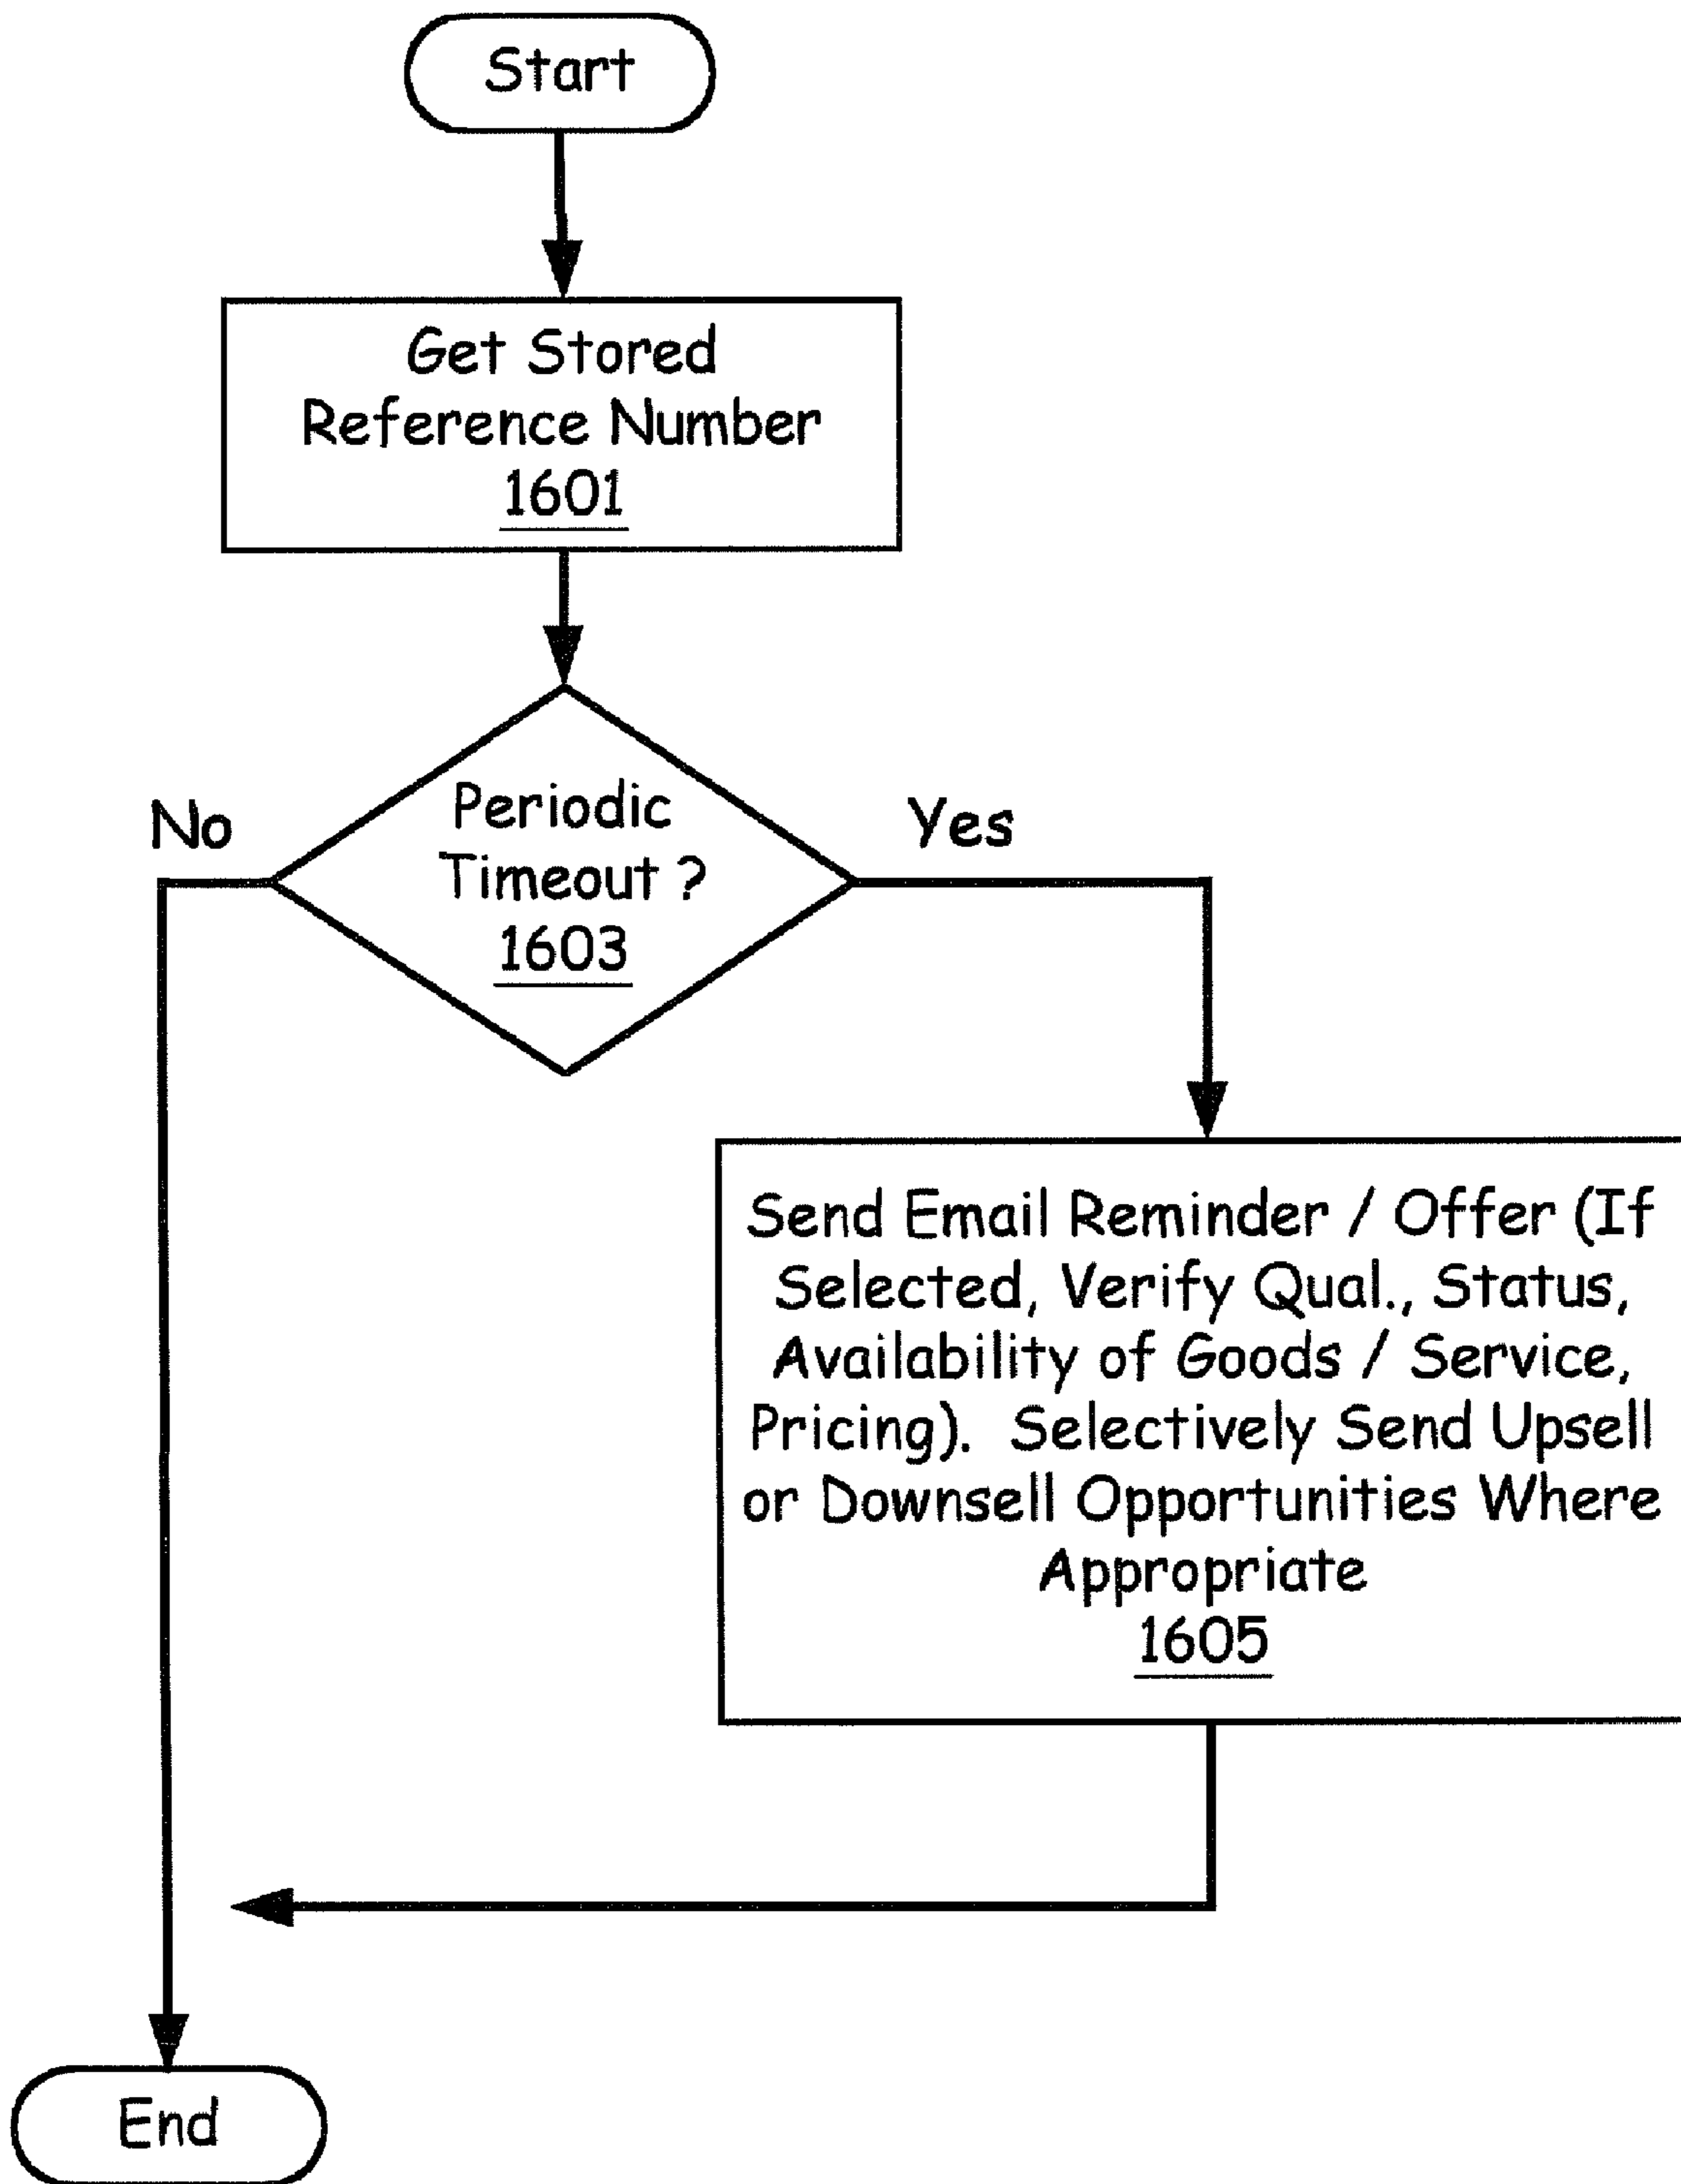 Start
Get Stored
Reference Number
1601
No
Yes
Periodic
Timeout ?
1603
Send Email Reminder / Offer (If
Selected, Verify Qual., Status,
Availability of Goods / Service,
Pricing). Selectively Send Upsell
or Downsell Opportunities Where
Appropriate
1605
End